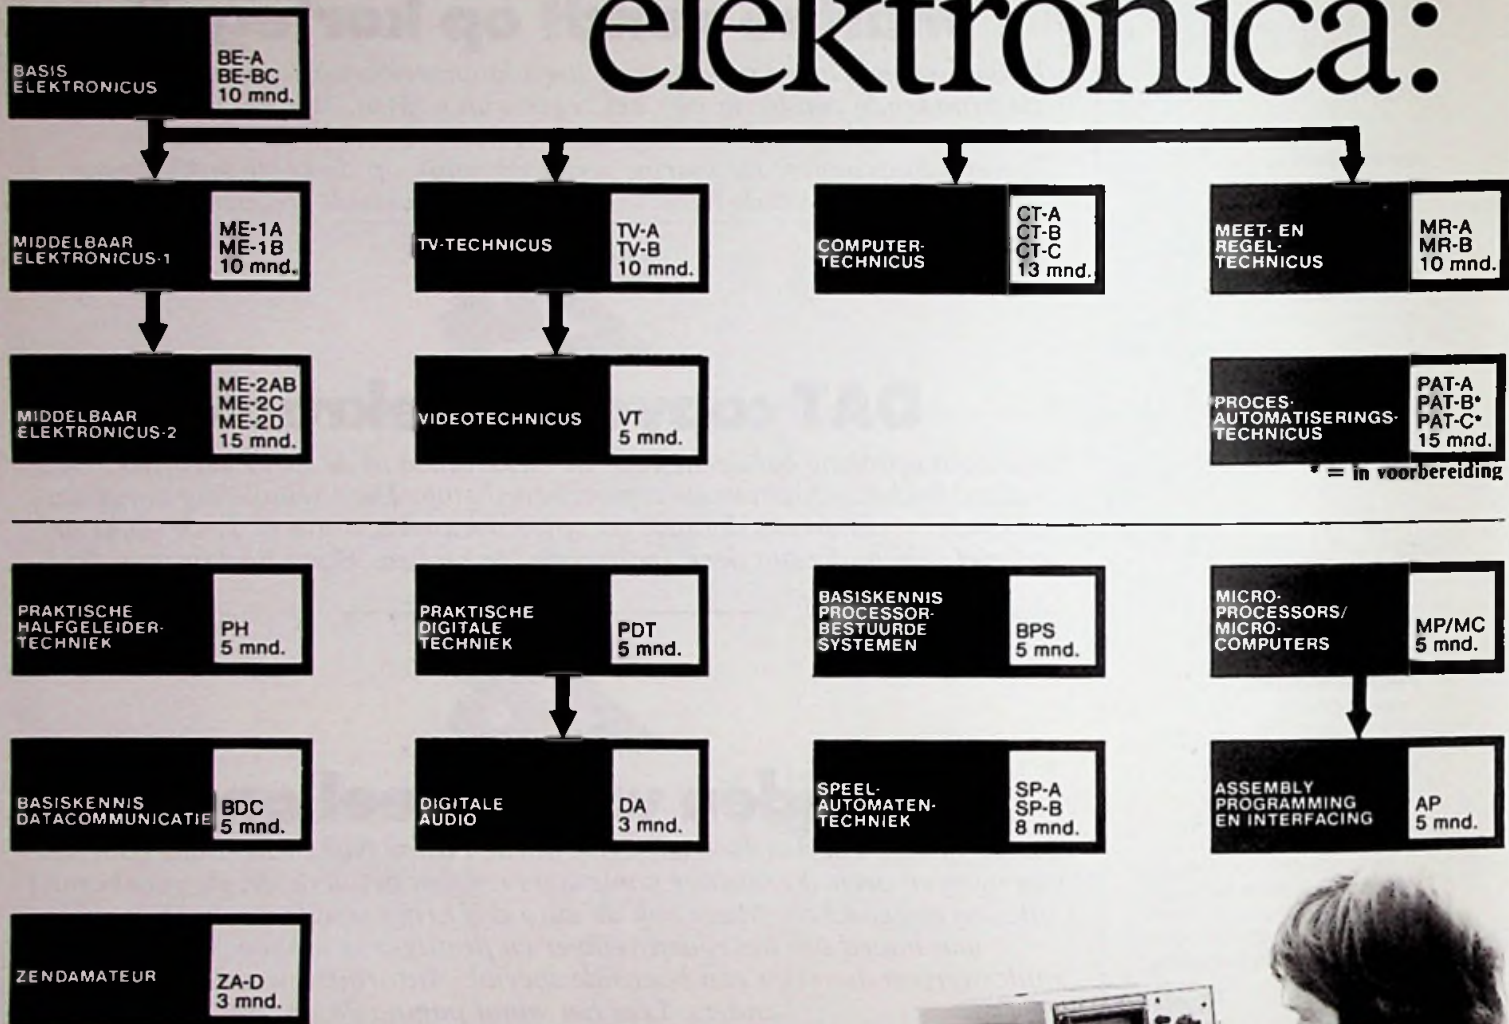 elektronica:
BASIS
ELEKTRONICUS
BE-A
BE-BC
10 mnd.
MIDDELBAAR
ELEKTRONICUS-1
ME-1A
ME-1B
10 mnd.
TV-TECHNICUS
TV-A
TV-B
10 mnd.
COMPUTER-
TECHNICUS
CT-A
CT-B
CT-C
13 mnd.
MEET- EN
REGEL-
TECHNICUS
MR-A
MR-B
10 mnd.
MIDDELBAAR
ELEKTRONICUS-2
ME-2AB
ME-2C
ME-2D
15 mnd.
VIDEOTECHNICUS
VT
5 mnd.
PROCES-
AUTOMATISERINGS-
TECHNICUS
PAT-A
PAT-B*
PAT-C*
15 mnd.
* = in voorbereiding
PRAKTISCHE
HALFGELEIDER-
TECHNIEK
PH
5 mnd.
PRAKTISCHE
DIGITALE
TECHNIEK
PDT
5 mnd.
BASISKENNIS
PROCESSOR-
BESTUURDE
SYSTEMEN
BPS
5 mnd.
MICRO-
PROCESSORS/
MICRO-
COMPUTERS
MP/MC
5 mnd.
BASISKENNIS
DATACOMMUNICATIE
BDC
5 mnd.
DIGITALE
AUDIO
DA
3 mnd.
SPEEL-
AUTOMATEN-
TECHNIEK
SP-A
SP-B
8 mnd.
ASSEMBLY
PROGRAMMING
EN INTERFACING
AP
5 mnd.
ZENDAMATEUR
ZA-D
3 mnd.